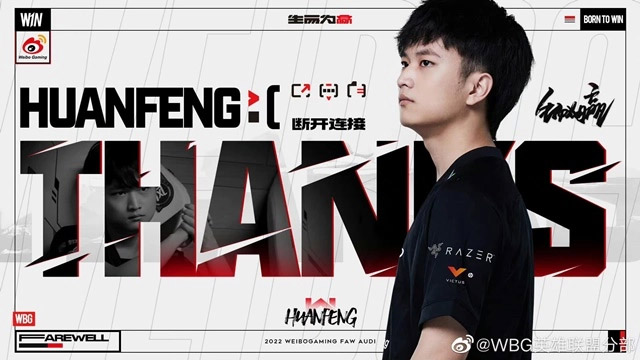 WIN
生而为赢
BORN TO WIN
Weibo Gaming
HUANFENG :(
断开连接
THANKS
RAZER
VICTUS
WBG
FAREWELL
HUANFENG
2022 WEIBOGAMING FAW AUDI
@WBG英雄联盟分部